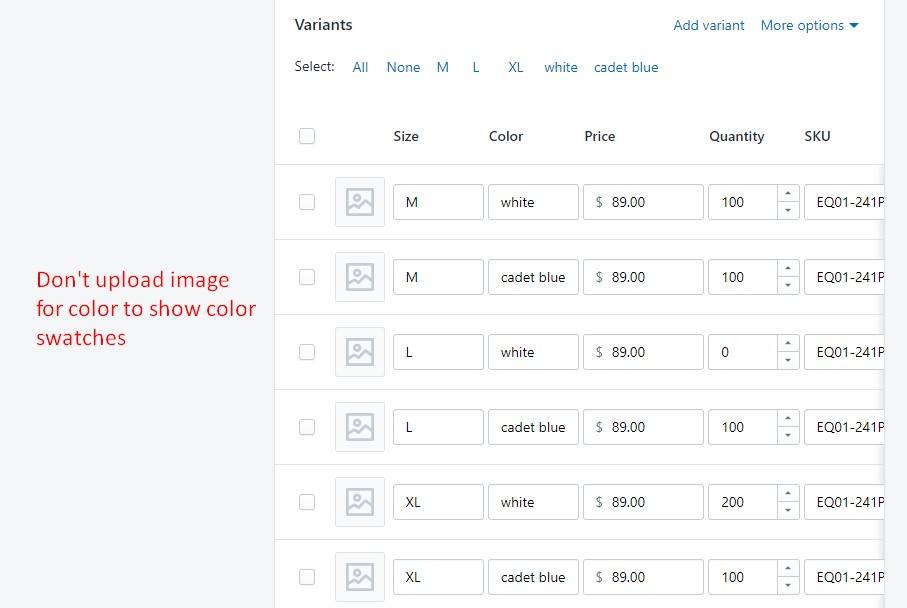 Variants Add variant More options
Select: All None M L XL white cadet blue
Size Color Price Quantity SKU
M white $ 89.00 100 EQ01-241P
M cadet blue $ 89.00 100 EQ01-241P
Don't upload image
for color to show color
swatches
L white $ 89.00 0 EQ01-241P
L cadet blue $ 89.00 100 EQ01-241P
XL white $ 89.00 200 EQ01-241P
XL cadet blue $ 89.00 100 EQ01-241P